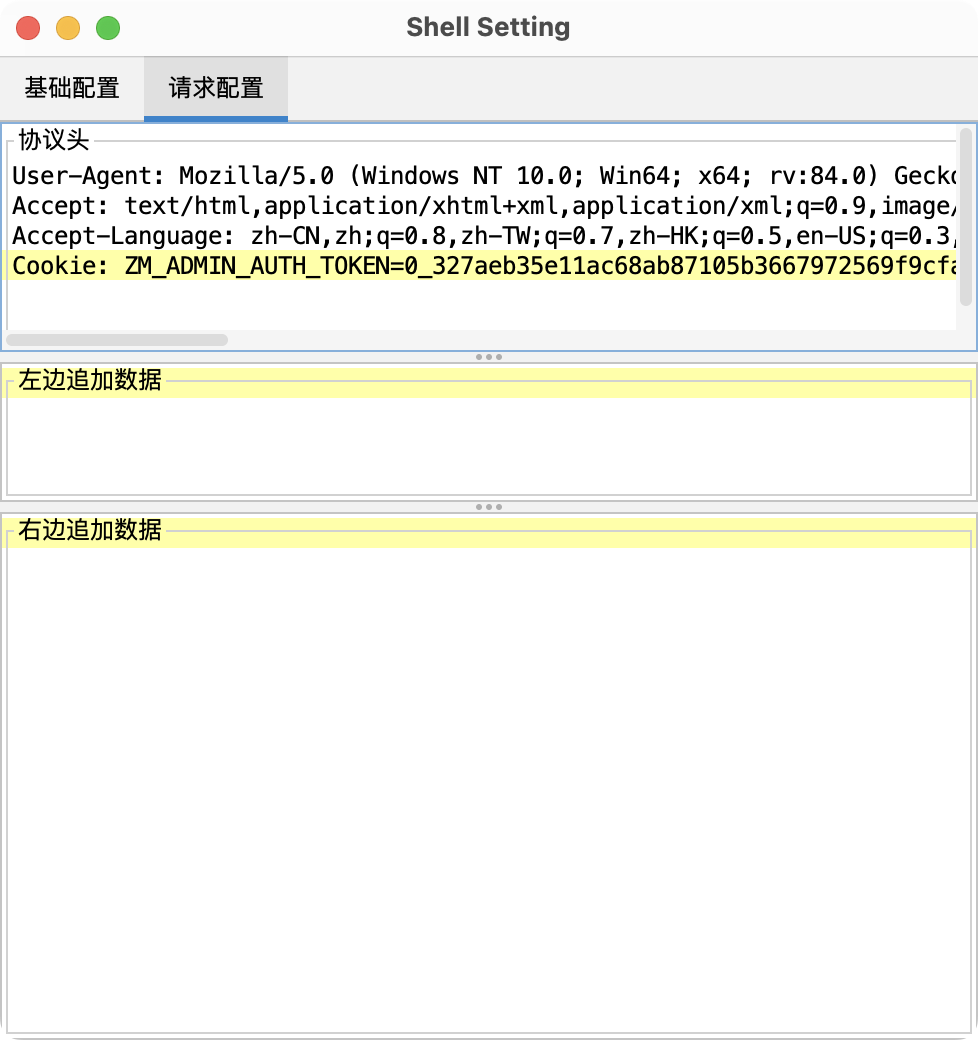 Shell Setting
基础配置 请求配置
协议头
User-Agent: Mozilla/5.0 (Windows NT 10.0; Win64; x64; rv:84.0) Gecko
Accept: text/html,application/xhtml+xml,application/xml;q=0.9,image/
Accept-Language: zh-CN,zh;q=0.8,zh-TW;q=0.7,zh-HK;q=0.5,en-US;q=0.3,
Cookie: ZM_ADMIN_AUTH_TOKEN=0_327aeb35e11ac68ab87105b3667972569f9cfa
左边追加数据
右边追加数据